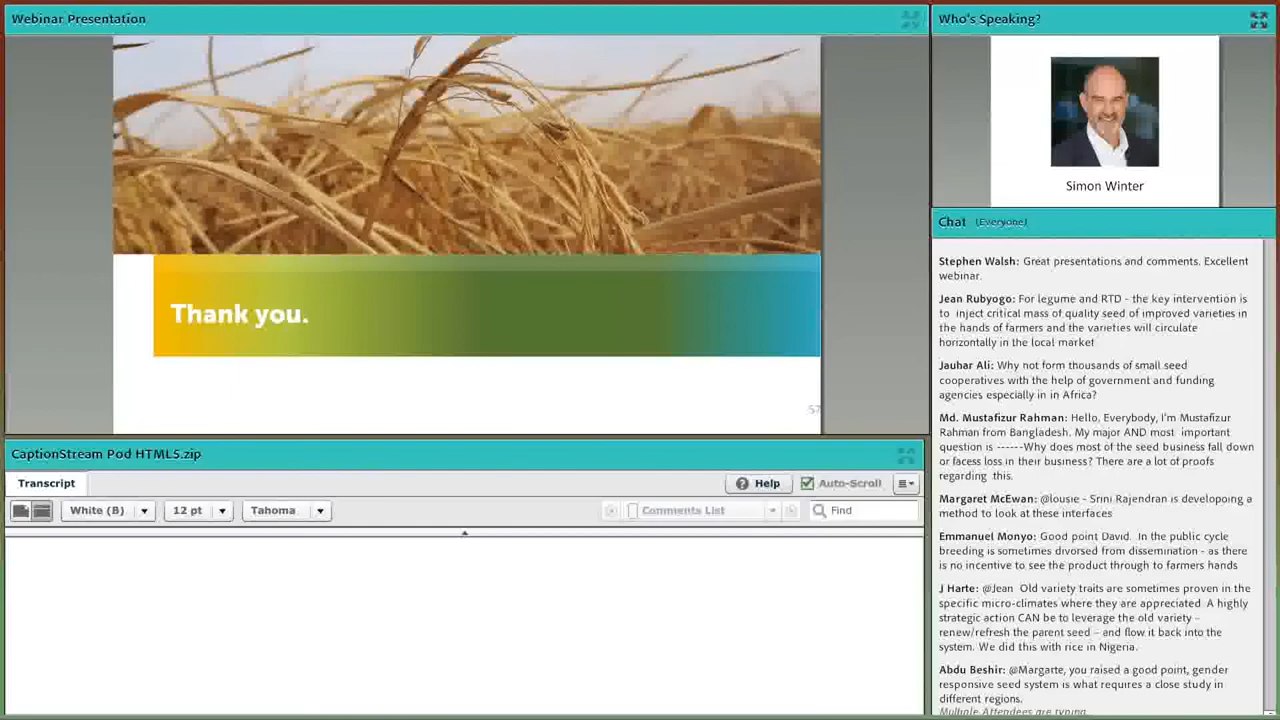 Webinar Presentation
Thank you.
57
CaptionStream Pod HTML5.zip
Transcript
Help
Auto-Scroll
White (B)
12 pt
Tahoma
Comments List
Find
Who's Speaking?
Simon Winter
Chat (Everyone)
Stephen Walsh: Great presentations and comments. Excellent
webinar.
Jean Rubyogo: For legume and RTD - the key intervention is
to inject critical mass of quality seed of improved varieties in
the hands of farmers and the varieties will circulate
horizontally in the local market
Jauhar Ali: Why not form thousands of small seed
cooperatives with the help of government and funding
agencies especially in in Africa?
Md. Mustafizur Rahman: Hello, Everybody, I'm Mustafizur
Rahman from Bangladesh. My major AND most important
question is ------Why does most of the seed business fall down
or facess loss in their business? There are a lot of proofs
regarding this.
Margaret McEwan: @lousie - Srini Rajendran is developoing a
method to look at these interfaces
Emmanuel Monyo: Good point David. In the public cycle
breeding is sometimes divorsed from dissemination - as there
is no incentive to see the product through to farmers hands
J Harte: @Jean Old variety traits are sometimes proven in the
specific micro-climates where they are appreciated A highly
strategic action CAN be to leverage the old variety –
renew/refresh the parent seed – and flow it back into the
system. We did this with rice in Nigeria.
Abdu Beshir: @Margarte, you raised a good point, gender
responsive seed system is what requires a close study in
different regions.
Multiple Attendees are typing